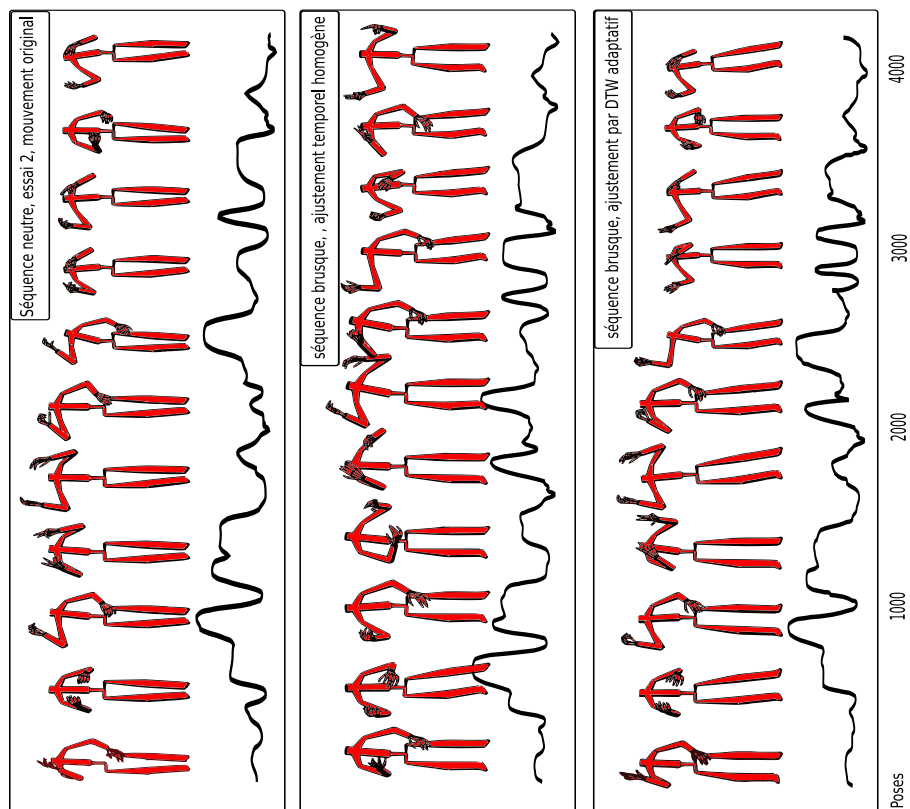 Séquence neutre, essai 2, mouvement original
séquence brusque, , ajustement temporel homogène
séquence brusque, ajustement par DTW adaptatif
Poses
1000
2000
3000
4000